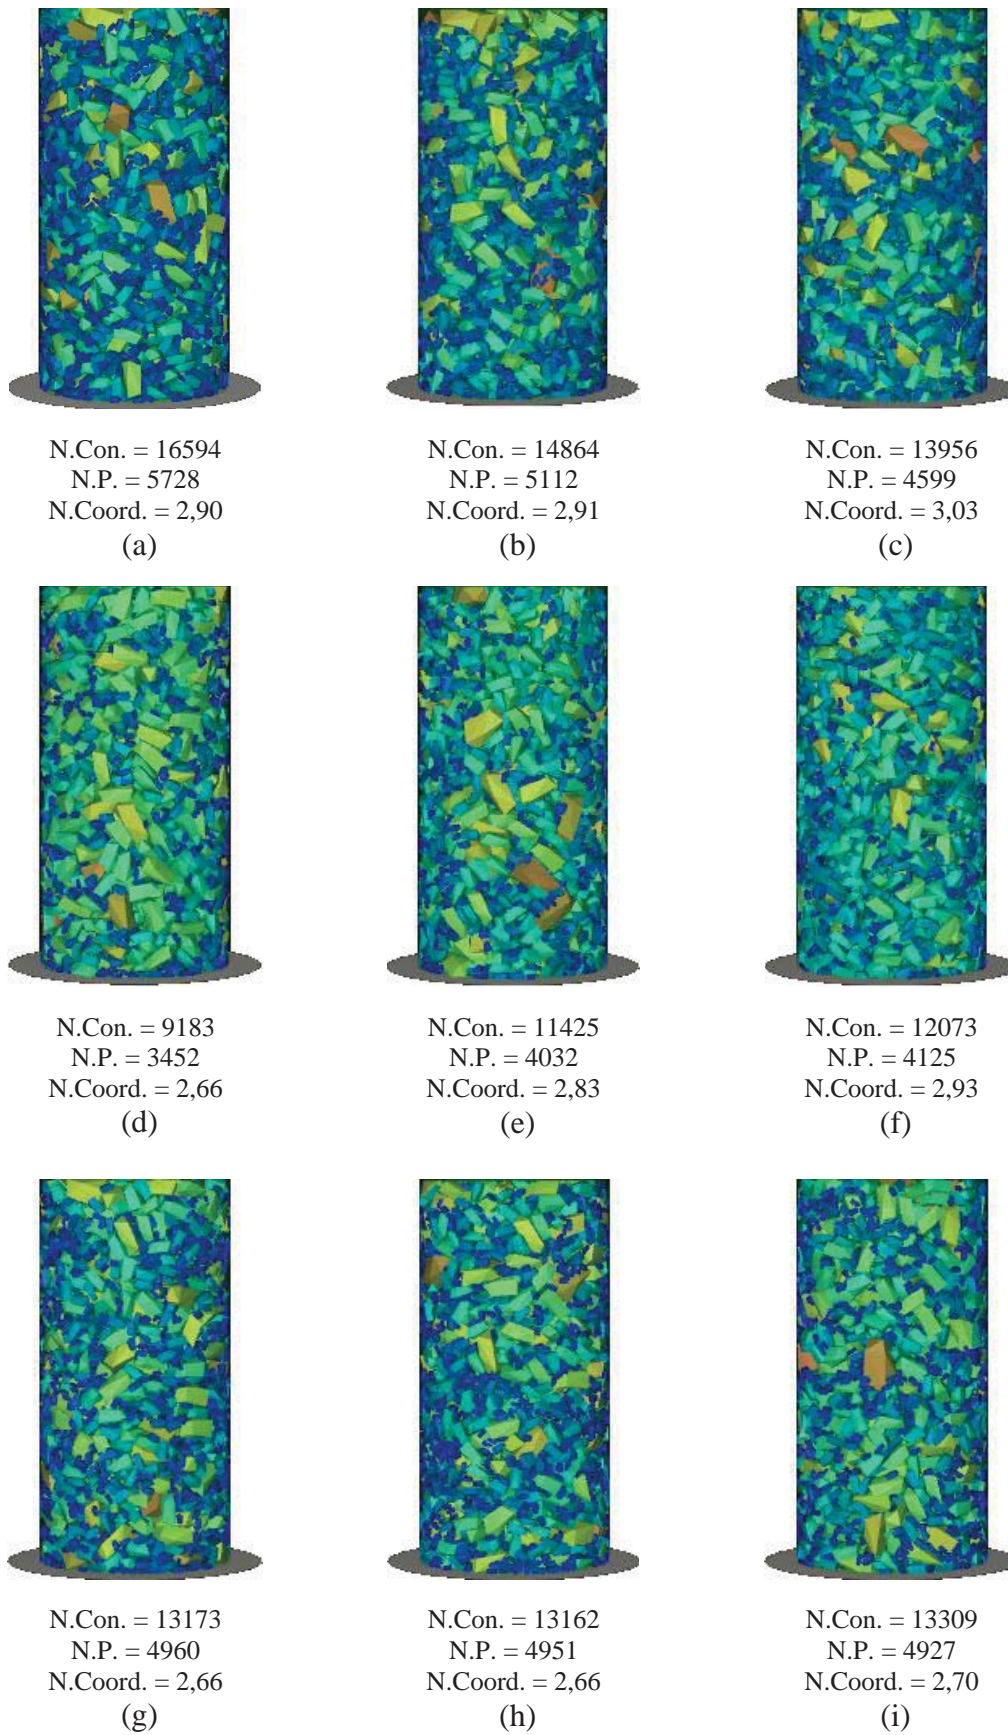 N.Con. = 16594
N.P. = 5728
N.Coord. = 2,90
(a)
N.Con. = 14864
N.P. = 5112
N.Coord. = 2,91
(b)
N.Con. = 13956
N.P. = 4599
N.Coord. = 3,03
(c)
N.Con. = 9183
N.P. = 3452
N.Coord. = 2,66
(d)
N.Con. = 11425
N.P. = 4032
N.Coord. = 2,83
(e)
N.Con. = 12073
N.P. = 4125
N.Coord. = 2,93
(f)
N.Con. = 13173
N.P. = 4960
N.Coord. = 2,66
(g)
N.Con. = 13162
N.P. = 4951
N.Coord. = 2,66
(h)
N.Con. = 13309
N.P. = 4927
N.Coord. = 2,70
(i)